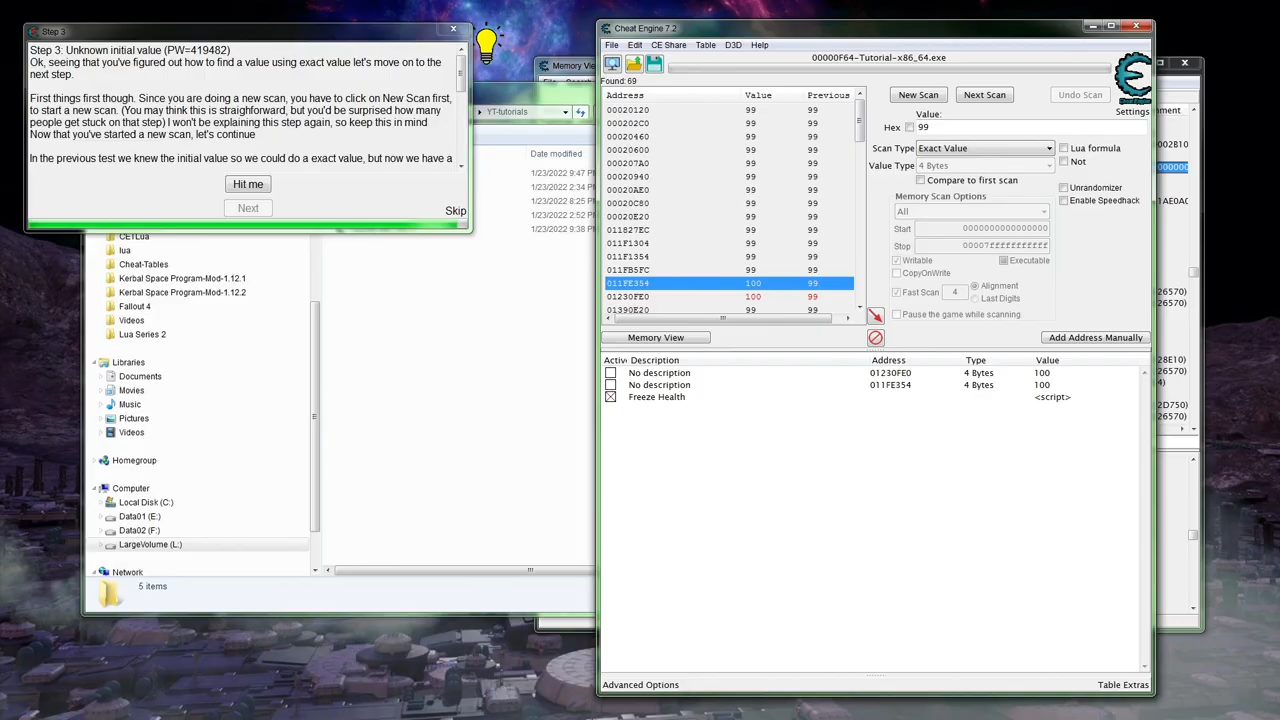 Step 3
Step 3: Unknown initial value (PW=419482)
Ok, seeing that you've figured out how to find a value using exact value let's move on to the
next step.
First things first though. Since you are doing a new scan, you have to click on New Scan first,
to start a new scan. (You may think this is straighforward, but you'd be surprised how many
people get stuck on that step) I won't be explaining this step again, so keep this in mind
Now that you've started a new scan, let's continue
In the previous test we knew the initial value so we could do a exact value, but now we have a
Hit me
Next
Skip
YT-tutorials
Date modified
1/23/2022 9:47 P
1/23/2022 2:34 P
1/23/2022 8:25 P
1/23/2022 2:52 P
1/23/2022 9:38 P
CETLua
lua
Cheat-Tables
Kerbal Space Program-Mod-1.12.1
Kerbal Space Program-Mod-1.12.2
Fallout 4
Videos
Lua Series 2
Libraries
Documents
Movies
Music
Pictures
Videos
Homegroup
Computer
Local Disk (C:)
Data01 (E:)
Data02 (F:)
LargeVolume (L:)
Network
5 items
Memory View
Cheat Engine 7.2
File Edit CE Share Table D3D Help
00000F64-Tutorial-x86_64.exe
Found: 69
Address Value Previous
00020120 99 99
000202C0 99 99
00020460 99 99
00020600 99 99
000207A0 99 99
00020940 99 99
00020AE0 99 99
00020C80 99 99
00020E20 99 99
011827EC 99 99
011F1304 99 99
011F1354 99 99
011FB5FC 99 99
011FE354 100 99
01230FE0 100 99
01390E20 99 99
New Scan Next Scan Undo Scan
Settings
Value:
Hex 99
Scan Type Exact Value
Lua formula
Not
Value Type 4 Bytes
Compare to first scan
Unrandomizer
Enable Speedhack
Memory Scan Options
All
Start 0000000000000000
Stop 00007fffffffffff
Writable Executable
CopyOnWrite
Fast Scan 4 Alignment
Last Digits
Pause the game while scanning
Memory View
Add Address Manually
Active Description Address Type Value
No description 01230FE0 4 Bytes 100
No description 011FE354 4 Bytes 100
Freeze Health <script>
Advanced Options
Table Extras